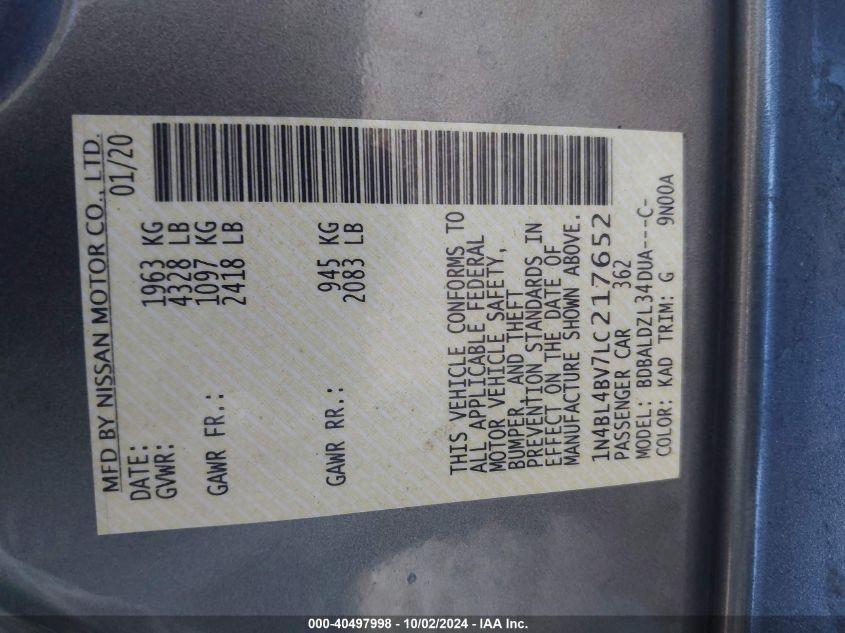 MFD BY NISSAN MOTOR CO., LTD.
DATE: 01/20
GVWR: 1963 KG
4328 LB
GAWR FR.: 1097 KG
2418 LB
GAWR RR.: 945 KG
2083 LB
THIS VEHICLE CONFORMS TO
ALL APPLICABLE FEDERAL
MOTOR VEHICLE SAFETY,
BUMPER, AND THEFT
PREVENTION STANDARDS IN
EFFECT ON THE DATE OF
MANUFACTURE SHOWN ABOVE.
1N4BL4BV7LC217652
PASSENGER CAR 362
MODEL: BDBALDZL34DUA---C-
COLOR: KAD TRIM: G 9N00A
000-40497998 - 10/02/2024 - IAA Inc.